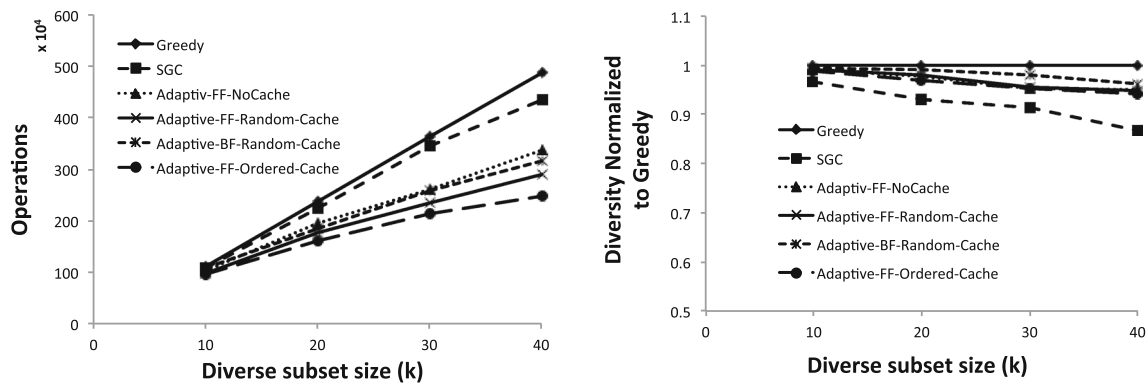 x 10⁴
Operations
600
500
400
300
200
100
0
Greedy
SGC
Adaptiv-FF-NoCache
Adaptive-FF-Random-Cache
Adaptive-BF-Random-Cache
Adaptive-FF-Ordered-Cache
0 10 20 30 40
Diverse subset size (k)
Diversity Normalized
to Greedy
1.1
1
0.9
0.8
0.7
0.6
0.5
Greedy
SGC
Adaptiv-FF-NoCache
Adaptive-FF-Random-Cache
Adaptive-BF-Random-Cache
Adaptive-FF-Ordered-Cache
0 10 20 30 40
Diverse subset size (k)